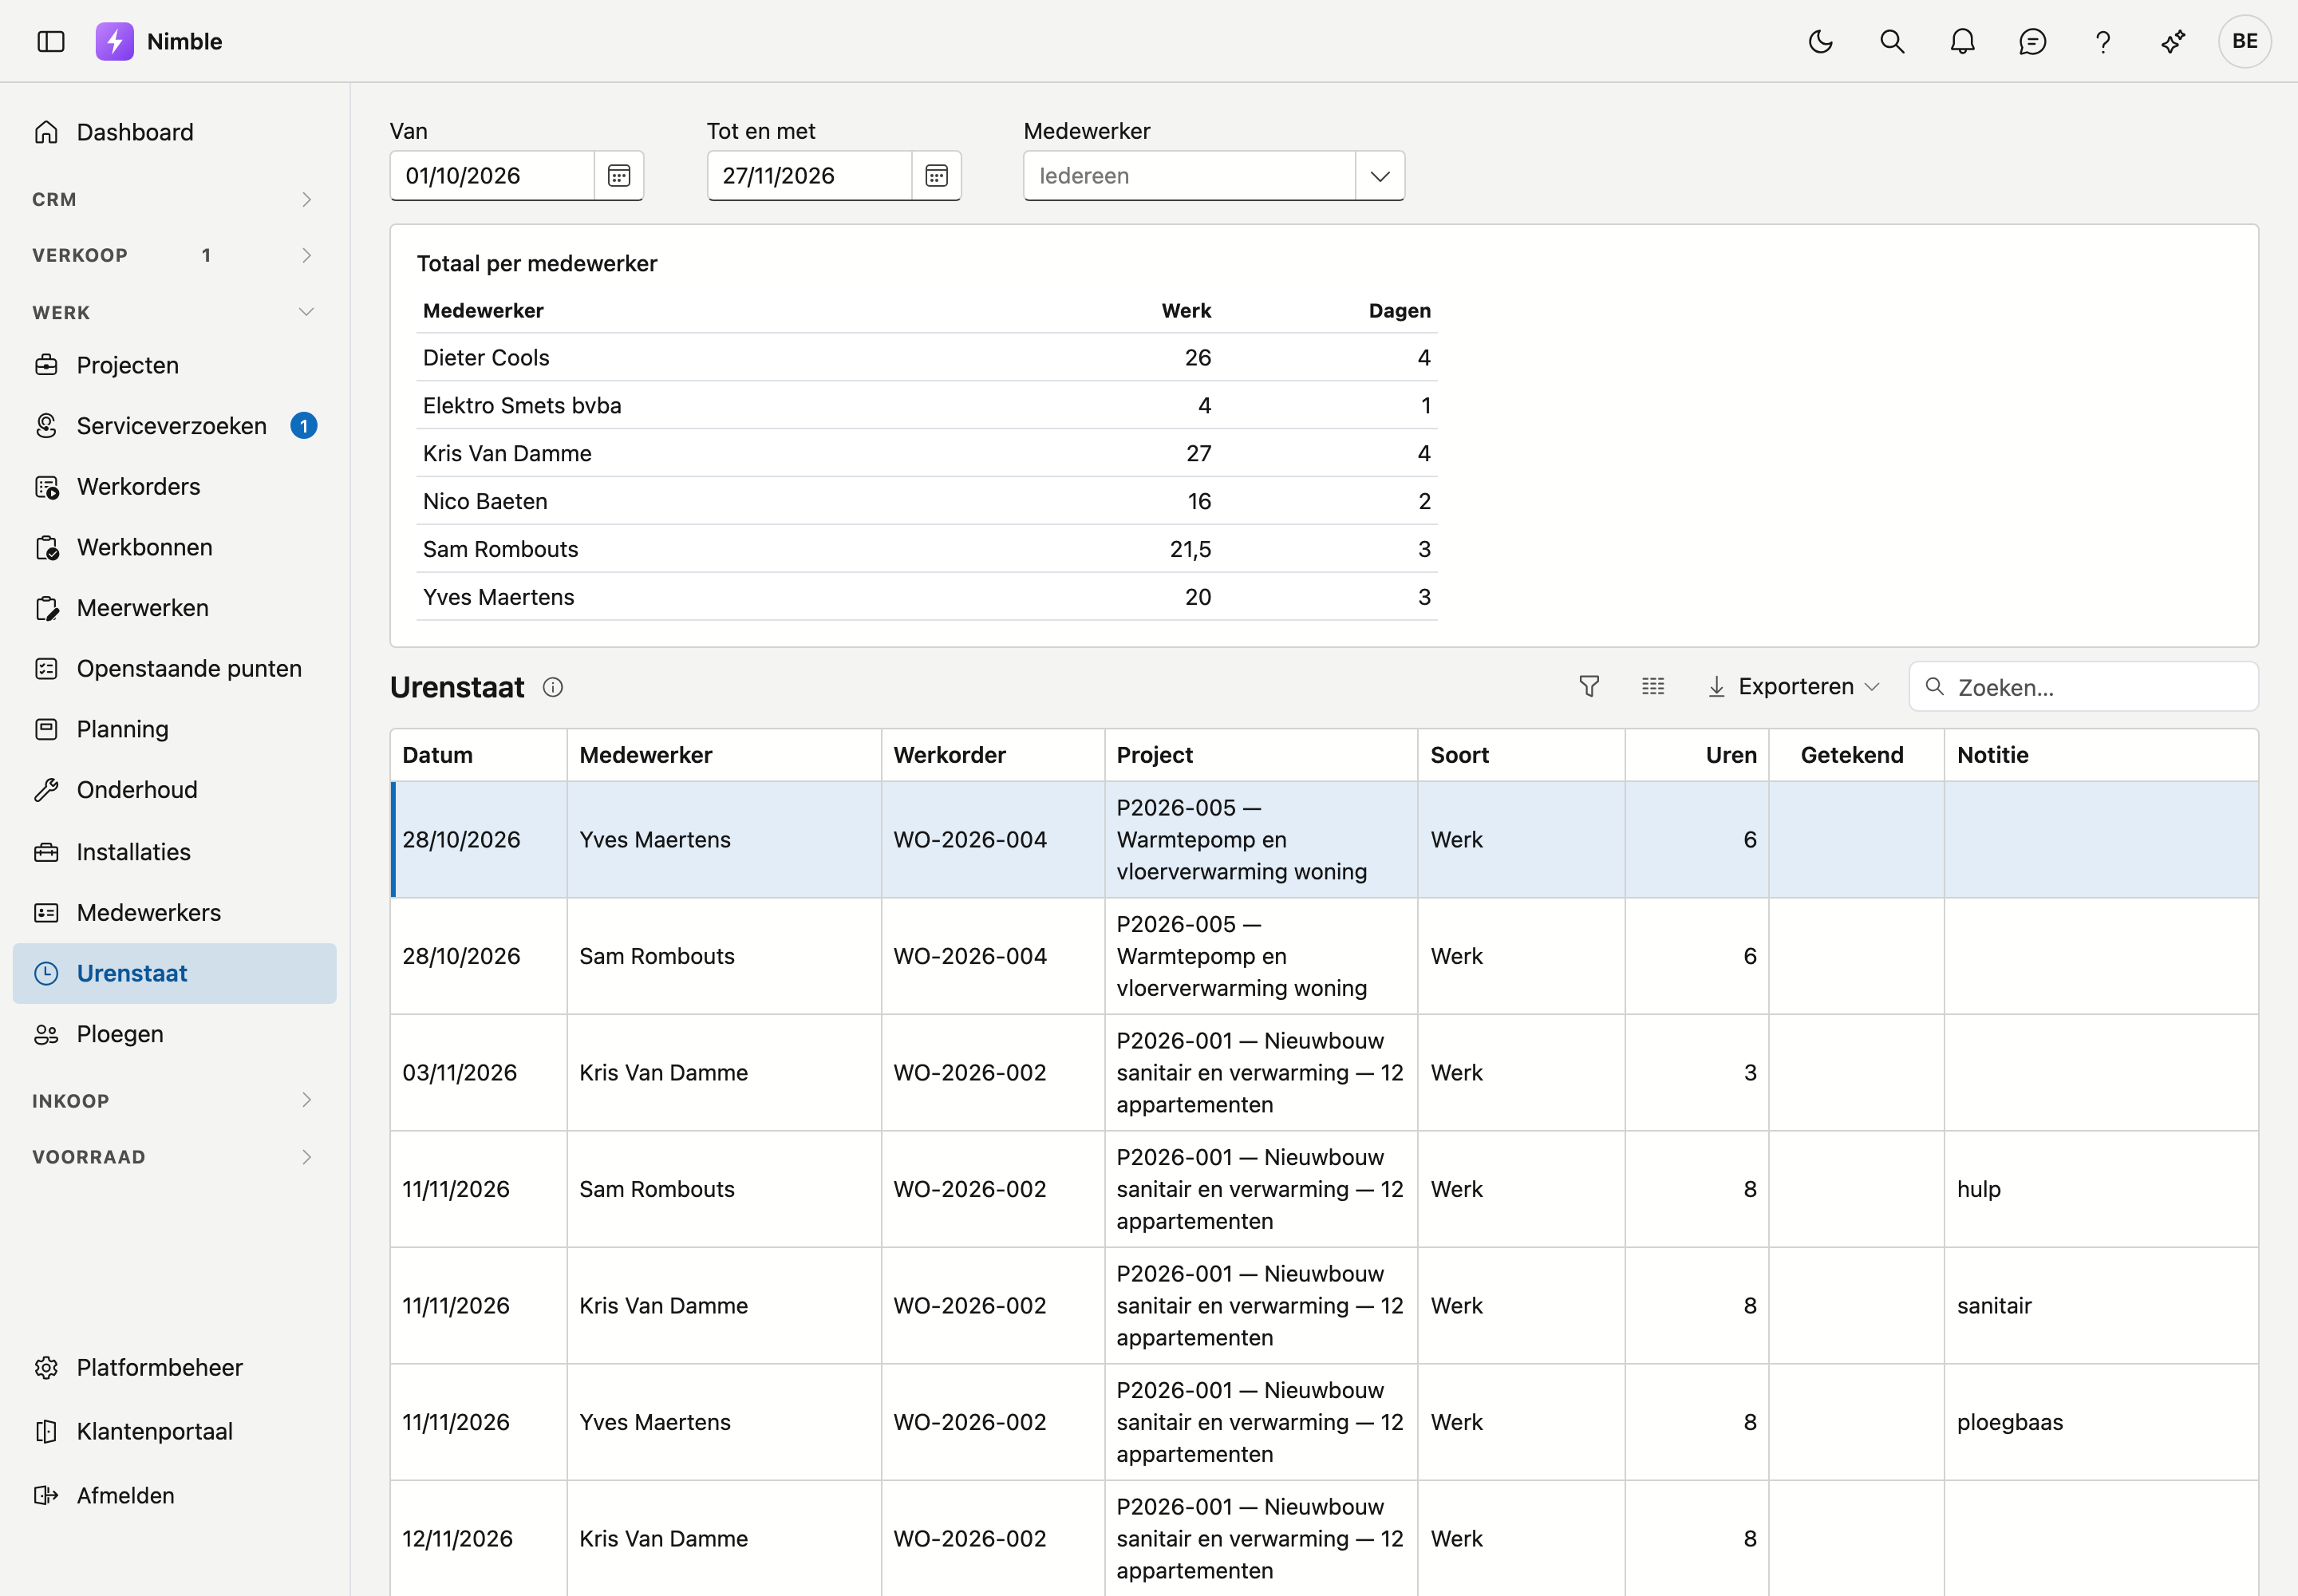 Nimble
BE
Dashboard
CRM
VERKOOP 1
WERK
Projecten
Serviceverzoeken 1
Werkorders
Werkbonnen
Meerwerken
Openstaande punten
Planning
Onderhoud
Installaties
Medewerkers
Urenstaat
Ploegen
INKOOP
VOORRAAD
Platformbeheer
Klantenportaal
Afmelden
Van Tot en met Medewerker
01/10/2026 27/11/2026 Iedereen
Totaal per medewerker
Medewerker Werk Dagen
Dieter Cools 26 4
Elektro Smets bvba 4 1
Kris Van Damme 27 4
Nico Baeten 16 2
Sam Rombouts 21,5 3
Yves Maertens 20 3
Urenstaat Exporteren Zoeken...
Datum Medewerker Werkorder Project Soort Uren Getekend Notitie
P2026-005 —
28/10/2026 Yves Maertens WO-2026-004 Warmtepomp en Werk 6
vloerverwarming woning
P2026-005 —
28/10/2026 Sam Rombouts WO-2026-004 Warmtepomp en Werk 6
vloerverwarming woning
P2026-001 — Nieuwbouw
03/11/2026 Kris Van Damme WO-2026-002 sanitair en verwarming — 12 Werk 3
appartementen
P2026-001 — Nieuwbouw
11/11/2026 Sam Rombouts WO-2026-002 sanitair en verwarming — 12 Werk 8 hulp
appartementen
P2026-001 — Nieuwbouw
11/11/2026 Kris Van Damme WO-2026-002 sanitair en verwarming — 12 Werk 8 sanitair
appartementen
P2026-001 — Nieuwbouw
11/11/2026 Yves Maertens WO-2026-002 sanitair en verwarming — 12 Werk 8 ploegbaas
appartementen
P2026-001 — Nieuwbouw
12/11/2026 Kris Van Damme WO-2026-002 sanitair en verwarming — 12 Werk 8
appartementen